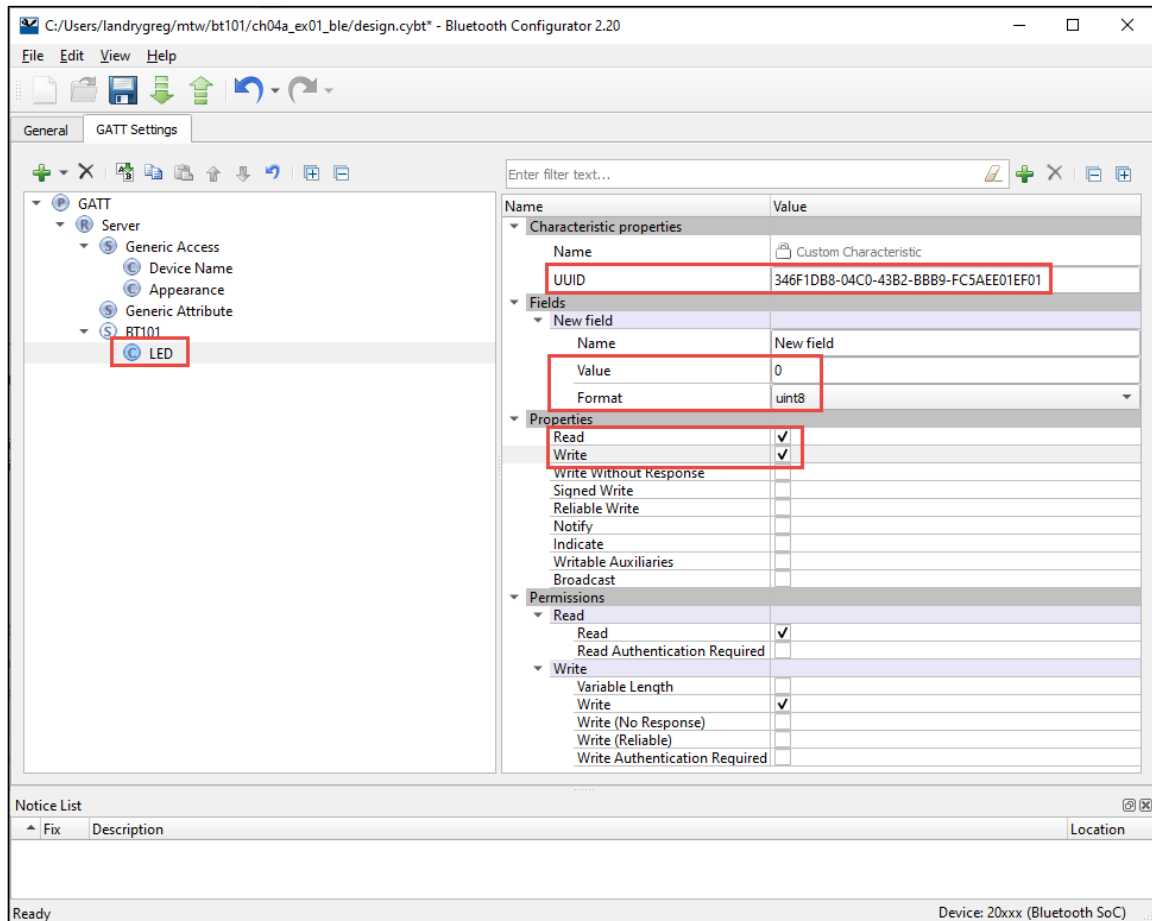 C:/Users/landrygreg/mtw/bt101/ch04a_ex01_ble/design.cybt* - Bluetooth Configurator 2.20
File Edit View Help
General GATT Settings
Enter filter text...
GATT
Server
Generic Access
Device Name
Appearance
Generic Attribute
BT101
LED
Name Value
Characteristic properties
Name Custom Characteristic
UUID 346F1DB8-04C0-43B2-BBB9-FC5AEE01EF01
Fields
New field
Name New field
Value 0
Format uint8
Properties
Read
Write
Write Without Response
Signed Write
Reliable Write
Notify
Indicate
Writable Auxiliaries
Broadcast
Permissions
Read
Read
Read Authentication Required
Write
Variable Length
Write
Write (No Response)
Write (Reliable)
Write Authentication Required
Notice List
Fix Description Location
Ready Device: 20xxx (Bluetooth SoC)